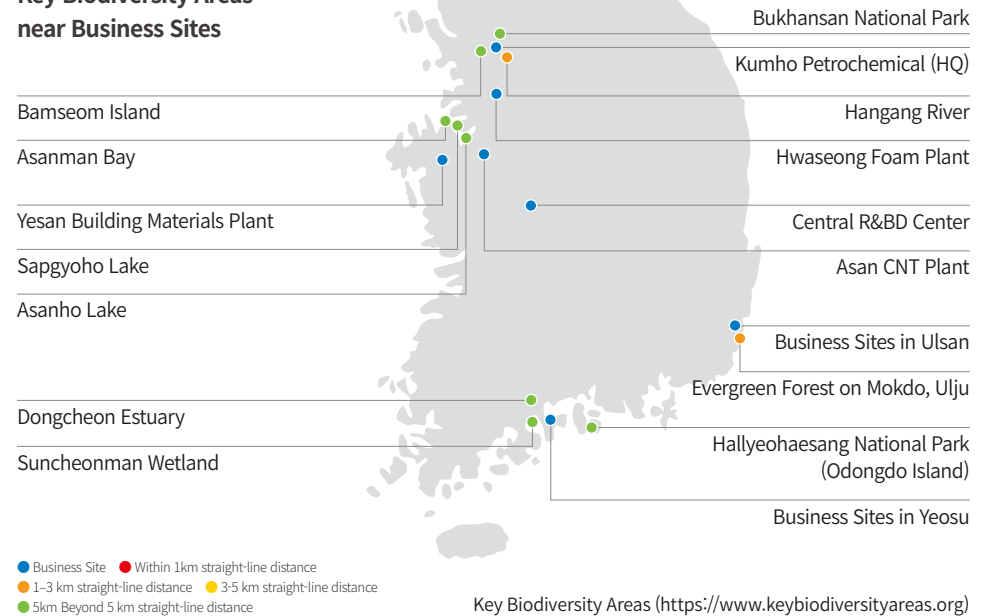 Key Biodiversity Areas
near Business Sites
Bukhansan National Park
Kumho Petrochemical (HQ)
Bamseom Island
Hangang River
Asanman Bay
Hwaseong Foam Plant
Yesan Building Materials Plant
Central R&BD Center
Sapgyoho Lake
Asan CNT Plant
Asanho Lake
Business Sites in Ulsan
Evergreen Forest on Mokdo, Ulju
Dongcheon Estuary
Hallyeohaesang National Park
(Odongdo Island)
Suncheonman Wetland
Business Sites in Yeosu
Business Site Within 1km straight-line distance
1–3 km straight-line distance 3-5 km straight-line distance
5km Beyond 5 km straight-line distance
Key Biodiversity Areas (https://www.keybiodiversityareas.org)